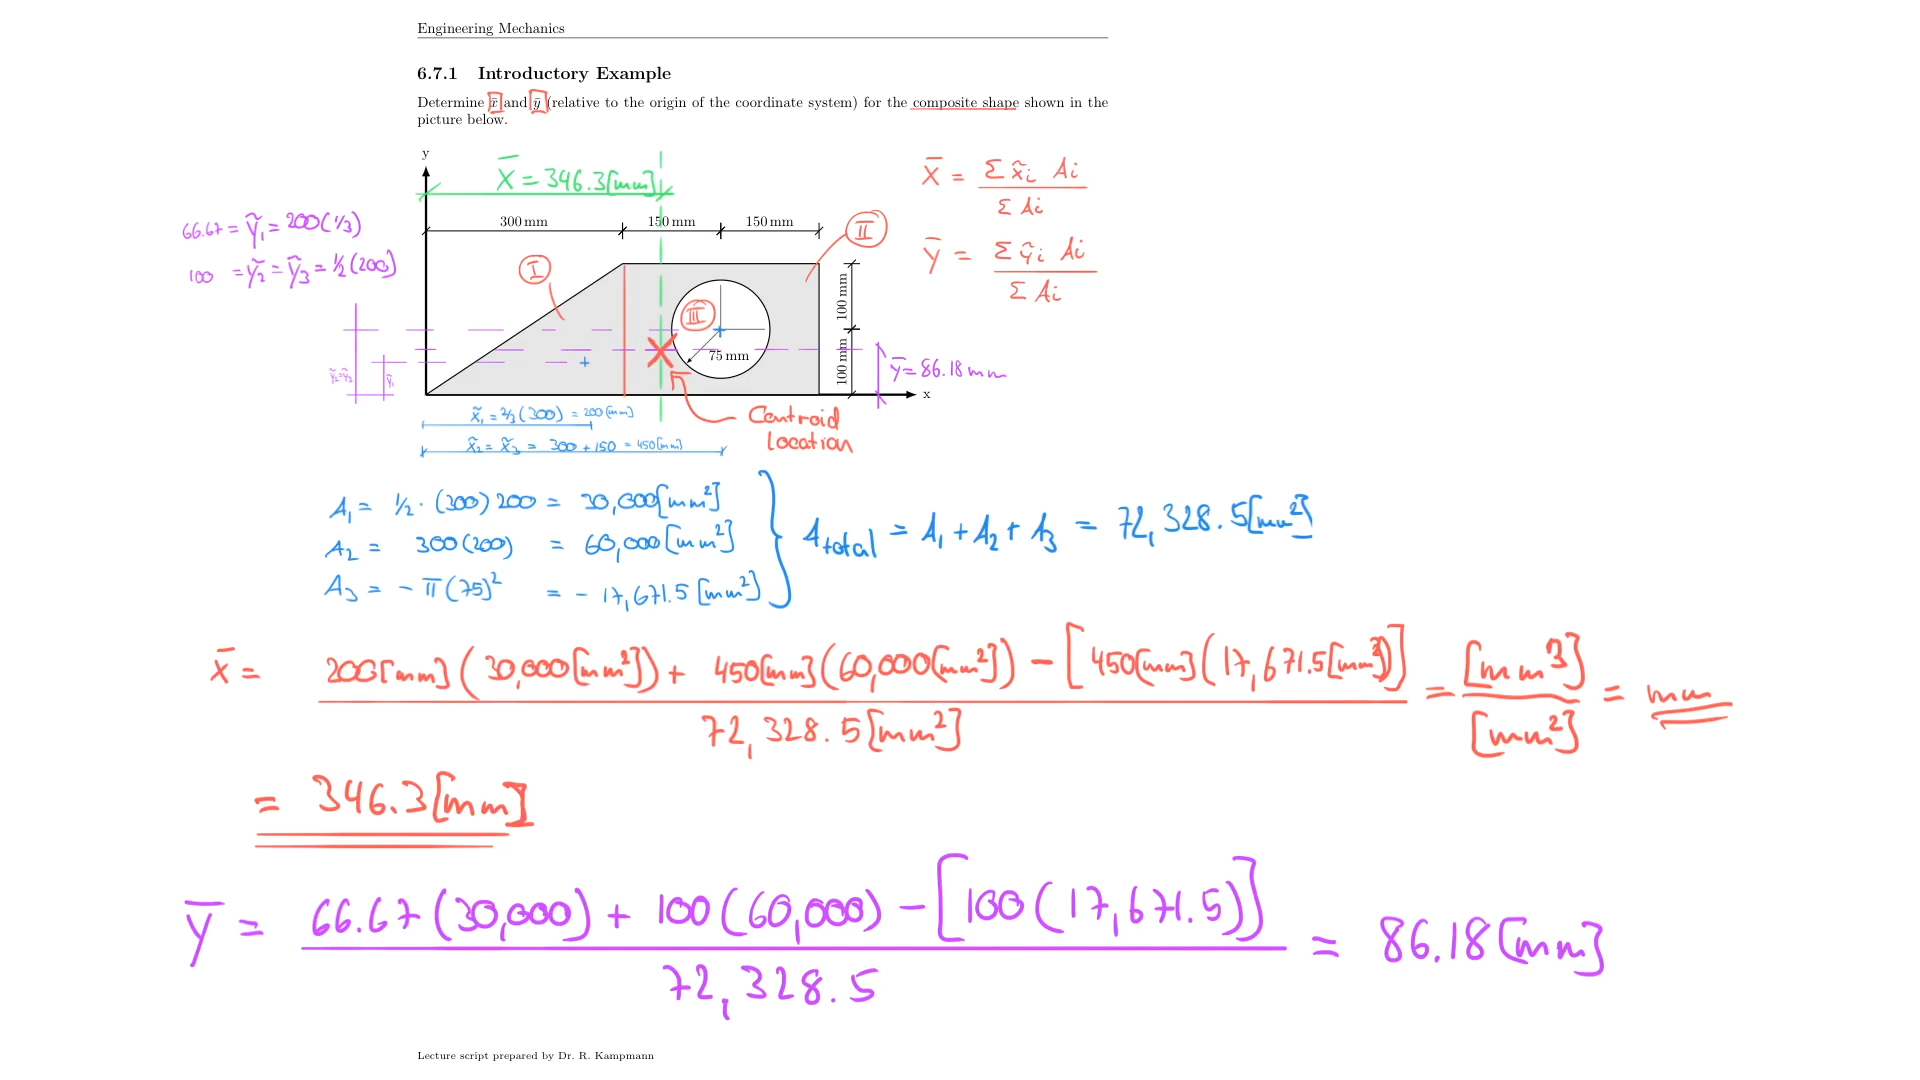 Engineering Mechanics
6.7.1 Introductory Example
Determine x̄ and ȳ (relative to the origin of the coordinate system) for the composite shape shown in the
picture below.
y
X̄ = 346.3[mm]
300 mm 150 mm 150 mm
66.67 = ỹ₁ = 200(1/3)
100 = ỹ₂ = ỹ₃ = 1/2(200)
X̄ = Σ x̃i Ai / Σ Ai
Ȳ = Σ ỹi Ai / Σ Ai
I
II
III
100 mm
100 mm
75 mm
ỹ₂=ỹ₃
ỹ₁
ȳ = 86.18 mm
x
x̃₁ = 2/3(300) = 200[mm]
x̃₂ = x̃₃ = 300 + 150 = 450[mm]
Centroid
location
A₁ = 1/2 · (300) 200 = 30,000[mm²]
A₂ = 300(200) = 60,000[mm²]
A₃ = - π(75)² = - 17,671.5 [mm²]
Atotal = A₁ + A₂ + A₃ = 72,328.5[mm²]
X̄ = 200[mm](30,000[mm²]) + 450[mm](60,000[mm²]) - [450[mm](17,671.5[mm²])] / 72,328.5[mm²] = [mm³] / [mm²] = mm
= 346.3[mm]
Ȳ = 66.67(30,000) + 100(60,000) - [100(17,671.5)] / 72,328.5 = 86.18[mm]
Lecture script prepared by Dr. R. Kampmann